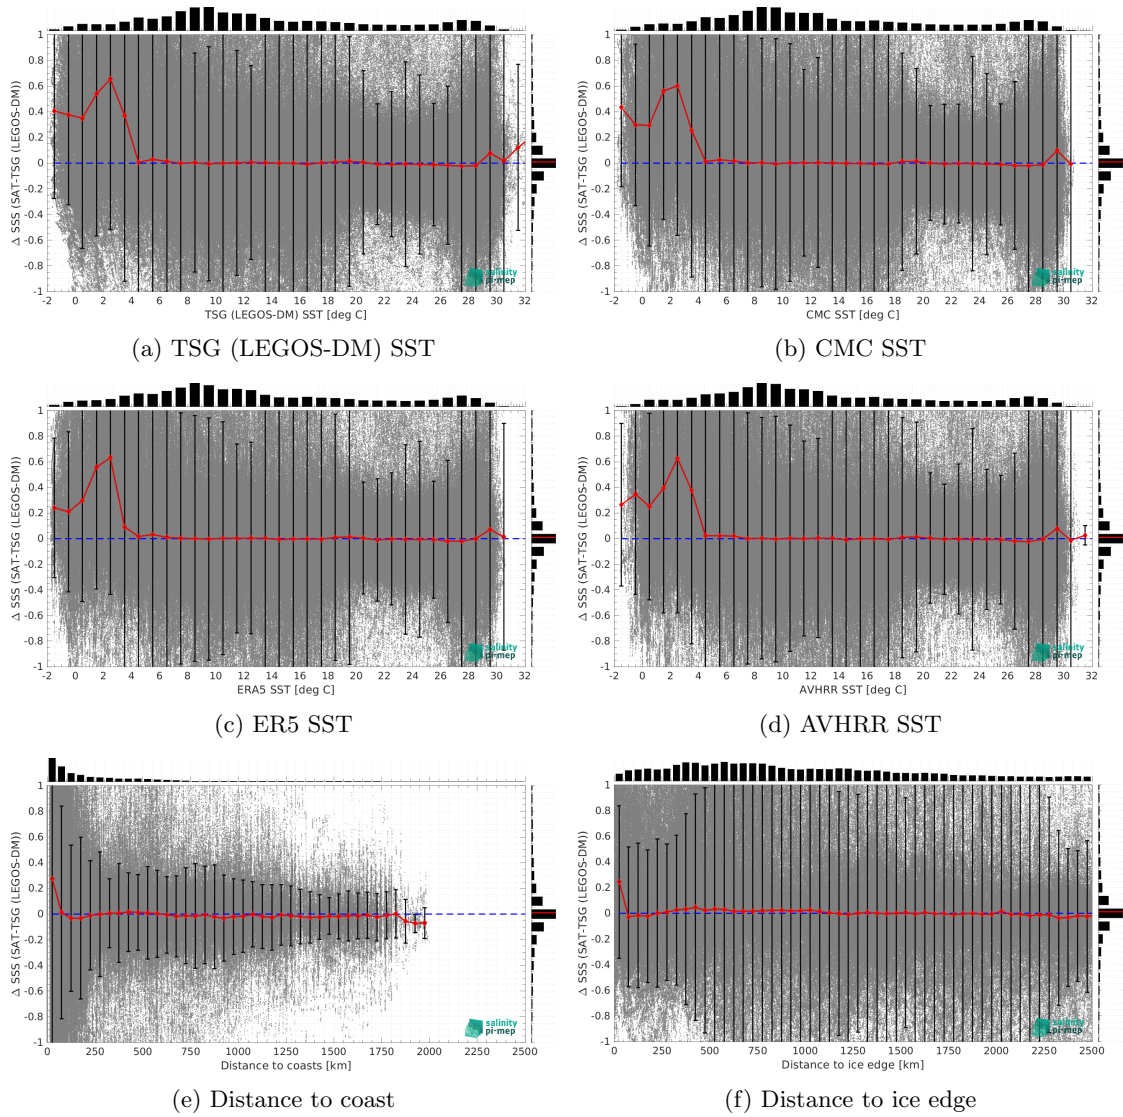 Δ SSS (SAT-TSG (LEGOS-DM))
1
0.8
0.6
0.4
0.2
0
-0.2
-0.4
-0.6
-0.8
-1
salinity
pi-mep
-2 0 2 4 6 8 10 12 14 16 18 20 22 24 26 28 30 32
TSG (LEGOS-DM) SST [deg C]
(a) TSG (LEGOS-DM) SST
Δ SSS (SAT-TSG (LEGOS-DM))
1
0.8
0.6
0.4
0.2
0
-0.2
-0.4
-0.6
-0.8
-1
salinity
pi-mep
-2 0 2 4 6 8 10 12 14 16 18 20 22 24 26 28 30 32
CMC SST [deg C]
(b) CMC SST
Δ SSS (SAT-TSG (LEGOS-DM))
1
0.8
0.6
0.4
0.2
0
-0.2
-0.4
-0.6
-0.8
-1
salinity
pi-mep
-2 0 2 4 6 8 10 12 14 16 18 20 22 24 26 28 30 32
ERA5 SST [deg C]
(c) ER5 SST
Δ SSS (SAT-TSG (LEGOS-DM))
1
0.8
0.6
0.4
0.2
0
-0.2
-0.4
-0.6
-0.8
-1
salinity
pi-mep
-2 0 2 4 6 8 10 12 14 16 18 20 22 24 26 28 30 32
AVHRR SST [deg C]
(d) AVHRR SST
Δ SSS (SAT-TSG (LEGOS-DM))
1
0.8
0.6
0.4
0.2
0
-0.2
-0.4
-0.6
-0.8
-1
salinity
pi-mep
0 250 500 750 1000 1250 1500 1750 2000 2250 2500
Distance to coasts [km]
(e) Distance to coast
Δ SSS (SAT-TSG (LEGOS-DM))
1
0.8
0.6
0.4
0.2
0
-0.2
-0.4
-0.6
-0.8
-1
salinity
pi-mep
0 250 500 750 1000 1250 1500 1750 2000 2250 2500
Distance to ice edge [km]
(f) Distance to ice edge